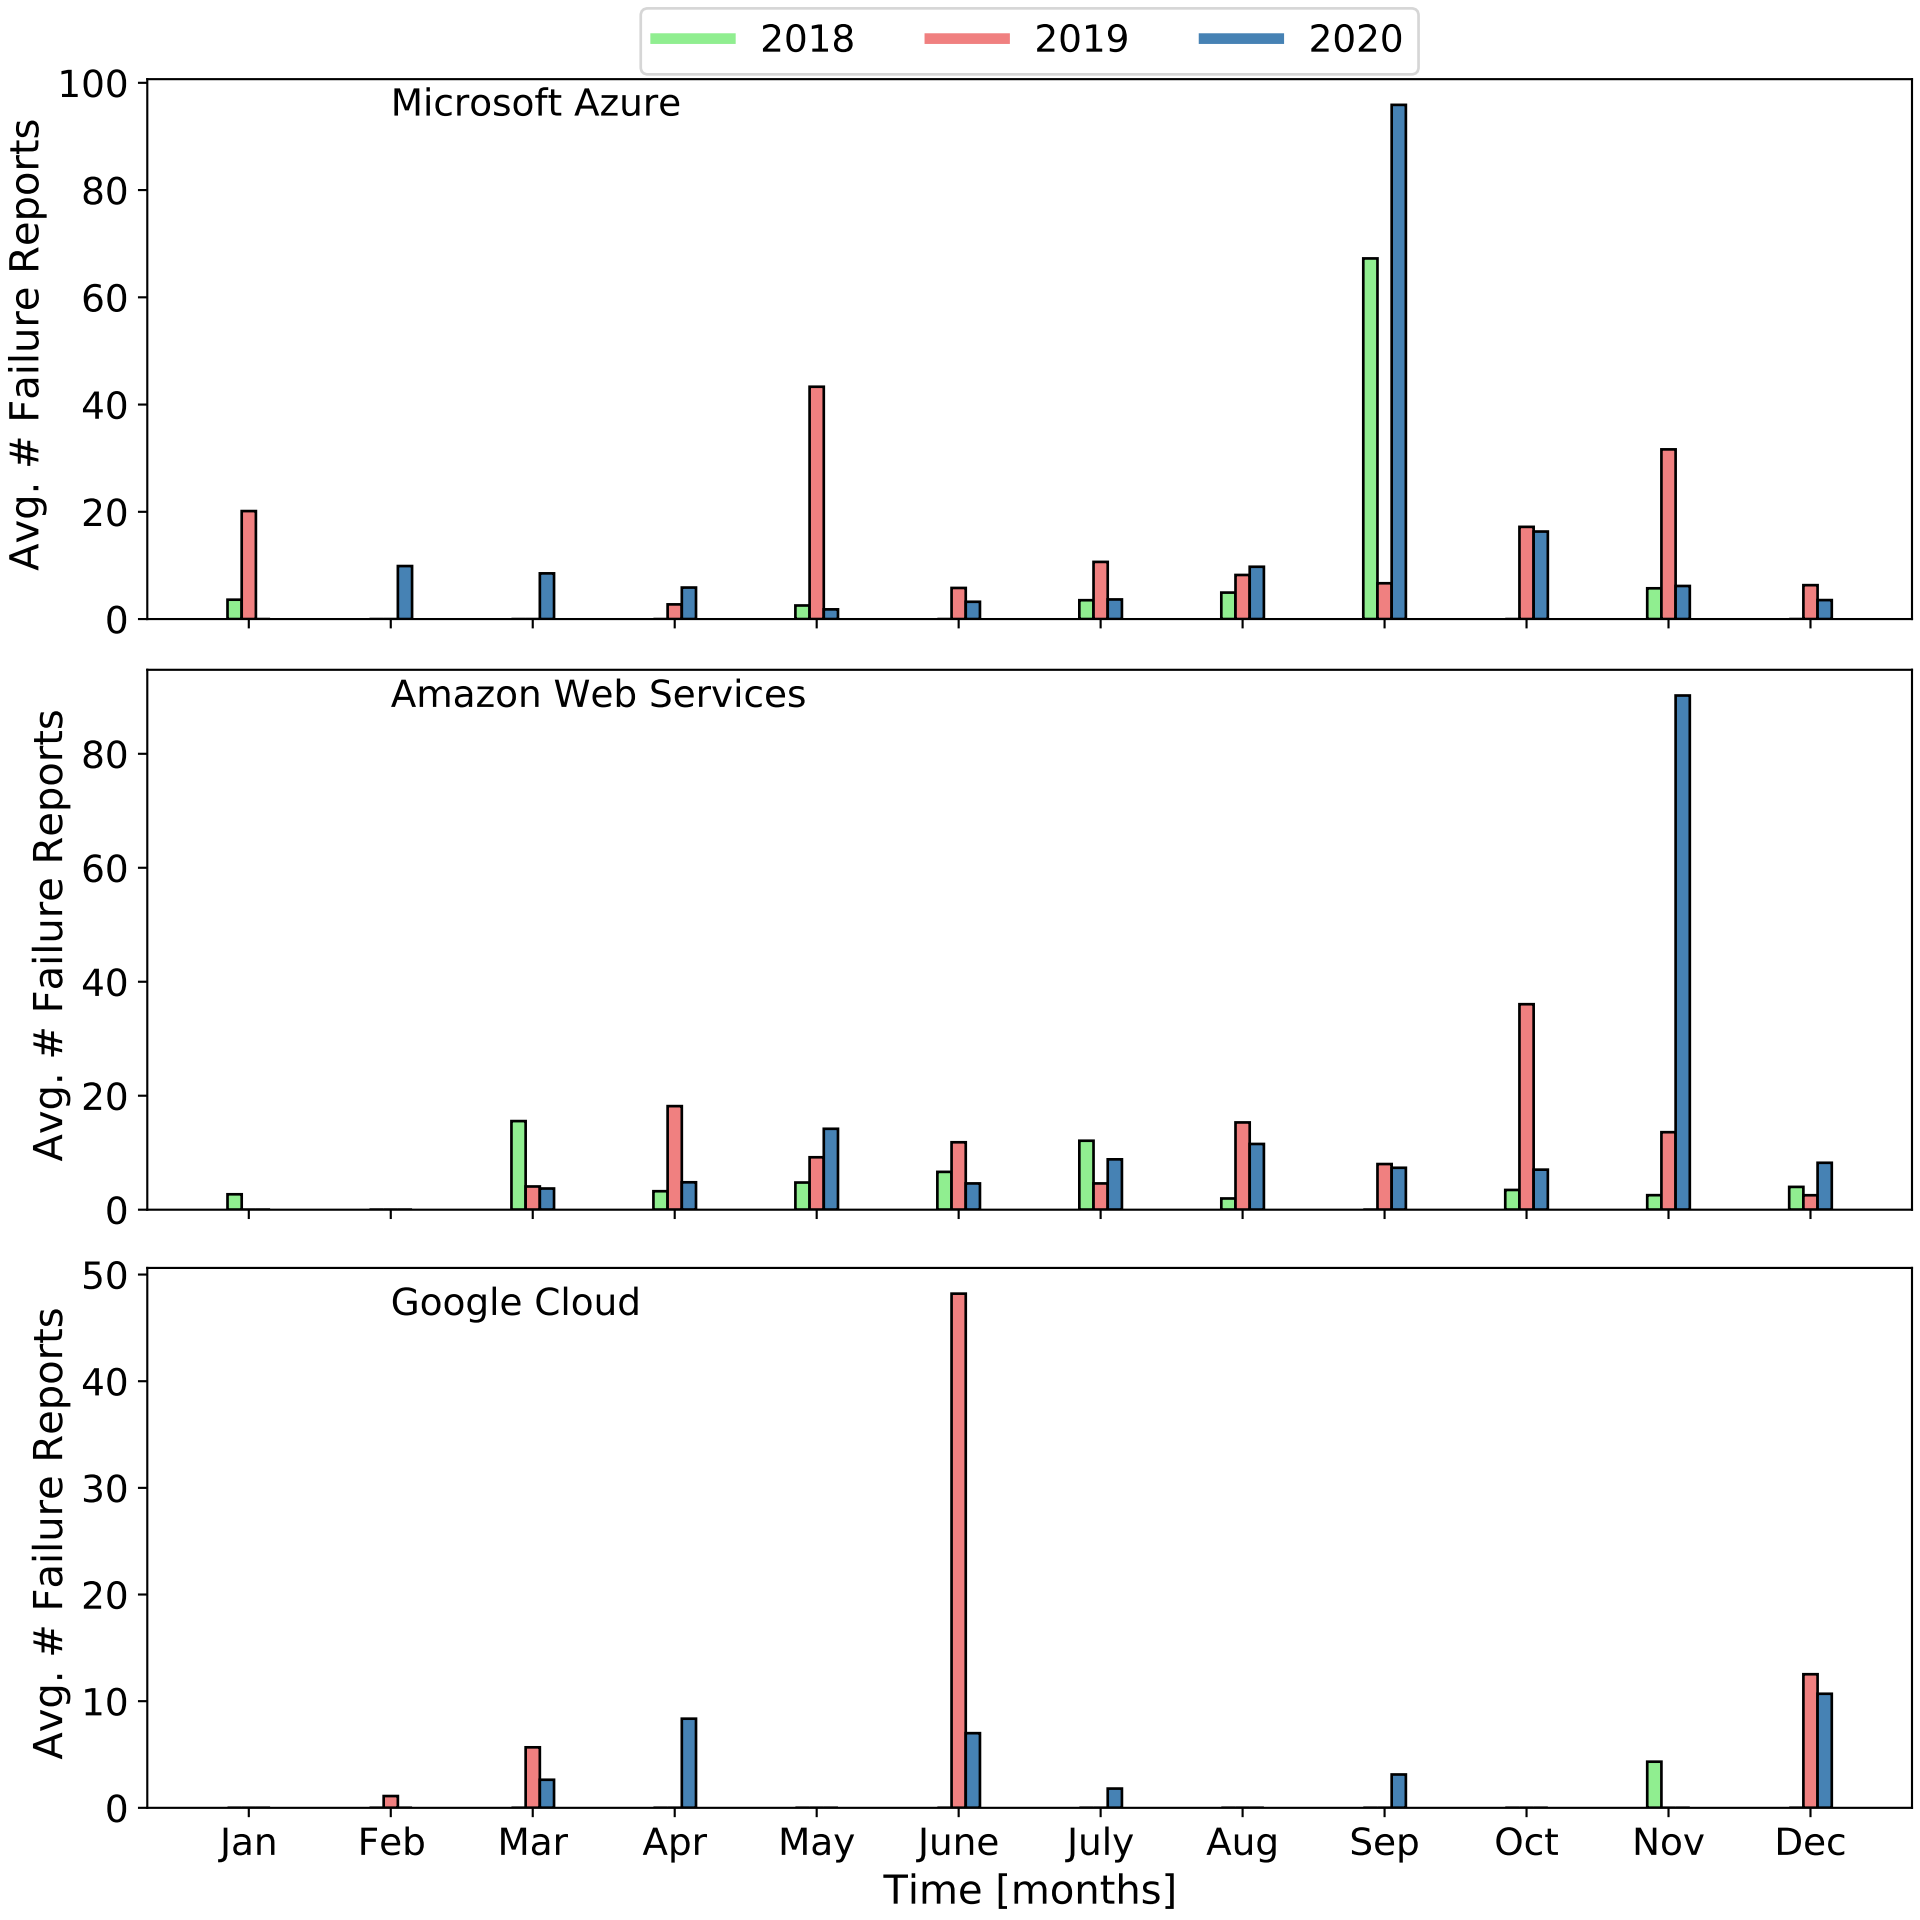 2018 2019 2020
Microsoft Azure
Avg. # Failure Reports
100
80
60
40
20
0
Amazon Web Services
Avg. # Failure Reports
80
60
40
20
0
Google Cloud
Avg. # Failure Reports
50
40
30
20
10
0
Jan Feb Mar Apr May June July Aug Sep Oct Nov Dec
Time [months]